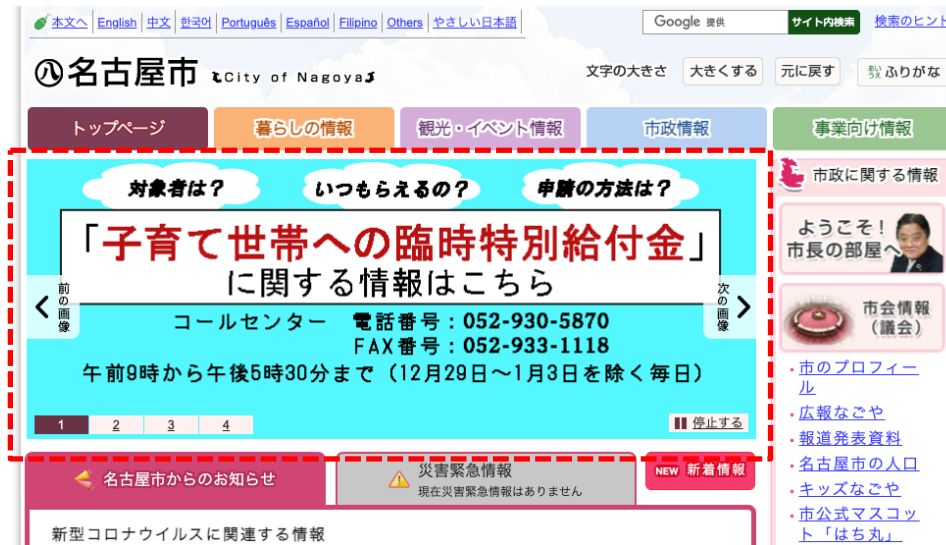 本文へ English 中文 한국어 Português Español Filipino Others やさしい日本語
Google 提供 サイト内検索 検索のヒント
八 名古屋市 City of Nagoya
文字の大きさ 大きくする 元に戻す あいうえ ふりがな
トップページ 暮らしの情報 観光・イベント情報 市政情報 事業向け情報
対象者は? いつもらえるの? 申請の方法は?
「子育て世帯への臨時特別給付金」
に関する情報はこちら
前の画像
次の画像
コールセンター 電話番号:052-930-5870
FAX番号:052-933-1118
午前9時から午後5時30分まで(12月29日~1月3日を除く毎日)
1 2 3 4 停止する
名古屋市からのお知らせ
災害緊急情報
現在災害緊急情報はありません
NEW 新着情報
新型コロナウイルスに関連する情報
市政に関する情報
ようこそ!
市長の部屋へ
市会情報
(議会)
・市のプロフィー
ル
・広報なごや
・報道発表資料
・名古屋市の人口
・キッズなごや
・市公式マスコッ
ト「はち丸」